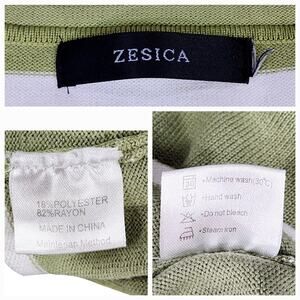 ZESICA
18%POLYESTER
82%RAYON
MADE IN CHINA
Maintenan Method
•Machine wash(30°C)
•Hand wash
•Do not bleach
•Steam iron